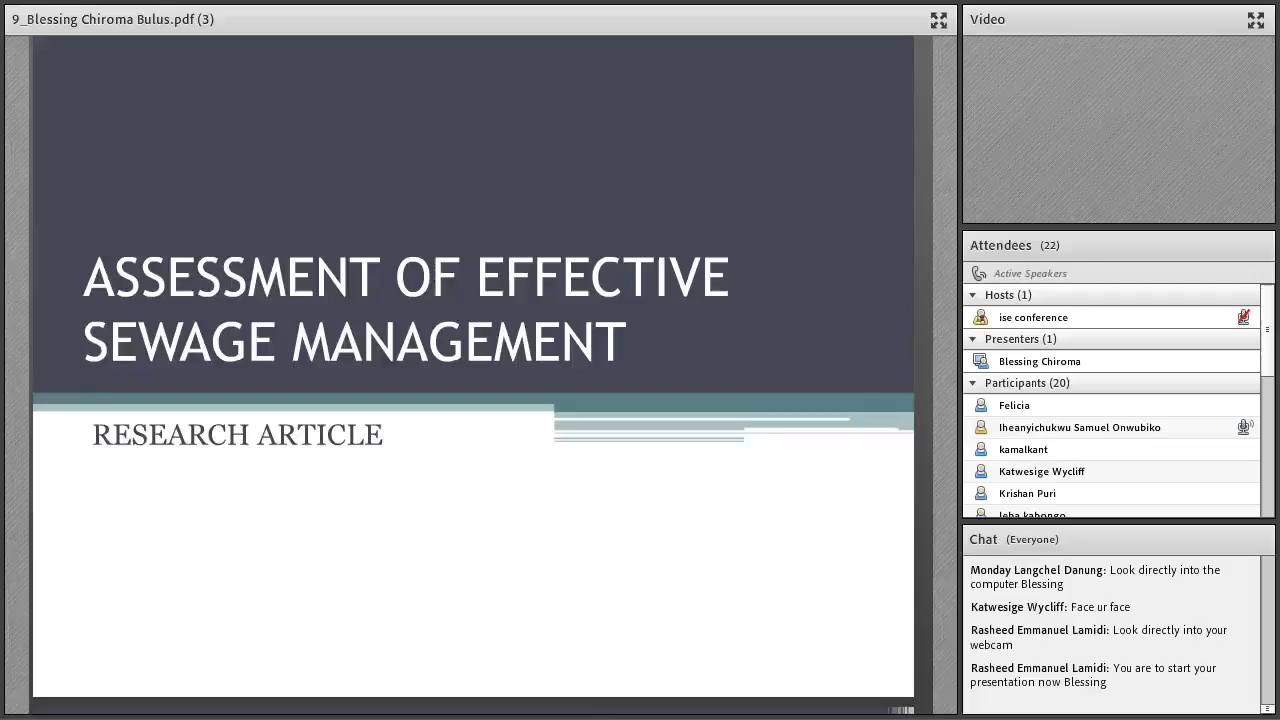 9_Blessing Chiroma Bulus.pdf (3)
ASSESSMENT OF EFFECTIVE
SEWAGE MANAGEMENT
RESEARCH ARTICLE
Video
Attendees (22)
Active Speakers
Hosts (1)
ise conference
Presenters (1)
Blessing Chiroma
Participants (20)
Felicia
Iheanyichukwu Samuel Onwubiko
kamalkant
Katwesige Wycliff
Krishan Puri
leba kabongo
Chat (Everyone)
Monday Langchel Danung: Look directly into the
computer Blessing
Katwesige Wycliff: Face ur face
Rasheed Emmanuel Lamidi: Look directly into your
webcam
Rasheed Emmanuel Lamidi: You are to start your
presentation now Blessing